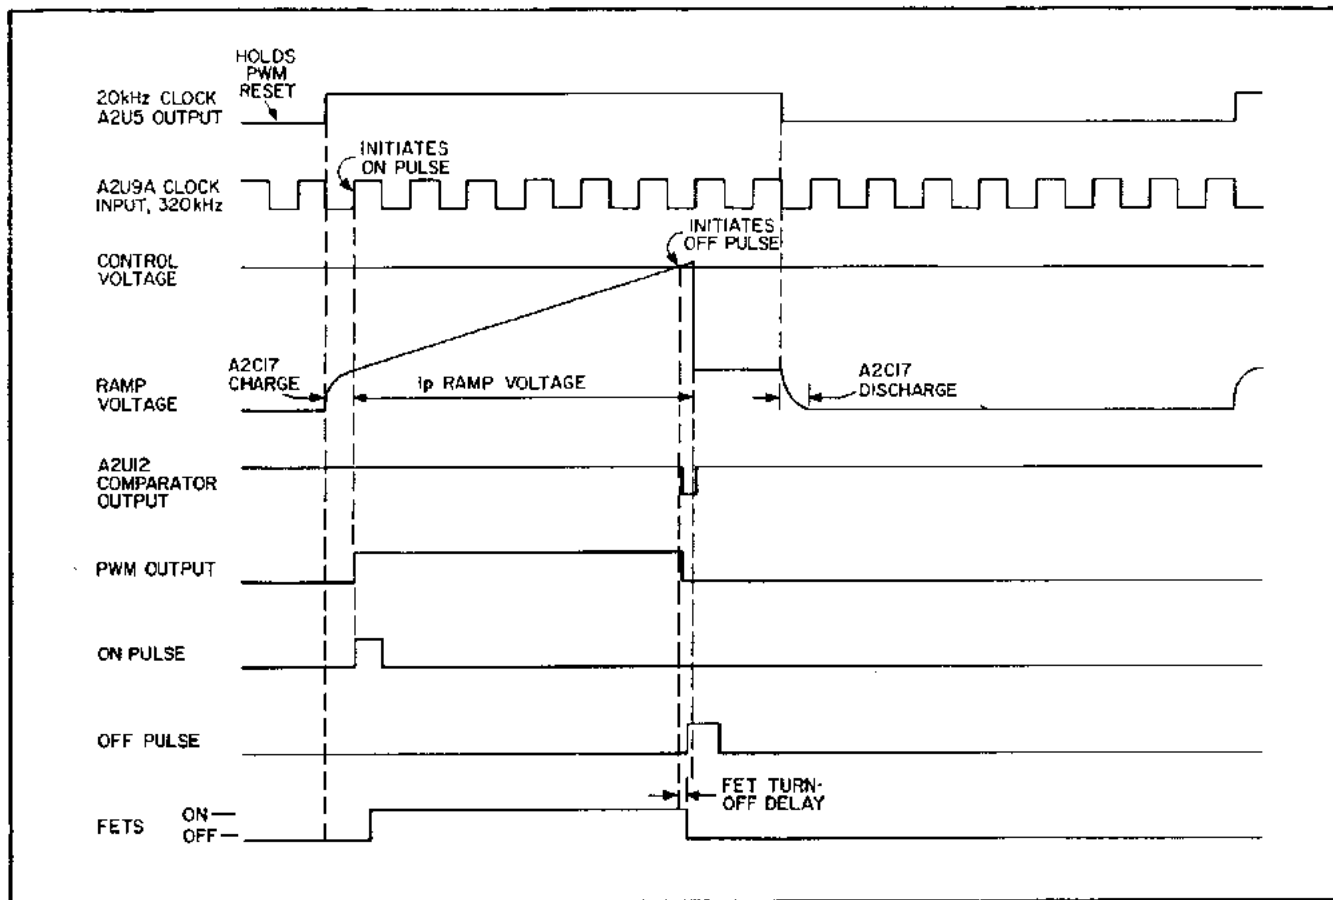 HOLDS
PWM
RESET
20kHz CLOCK
A2U5 OUTPUT
INITIATES
ON PULSE
A2U9A CLOCK
INPUT, 320kHz
INITIATES
OFF PULSE
CONTROL
VOLTAGE
A2C17
CHARGE
ip RAMP VOLTAGE
A2C17
DISCHARGE
RAMP
VOLTAGE
A2U12
COMPARATOR
OUTPUT
PWM OUTPUT
ON PULSE
OFF PULSE
FET TURN-
OFF DELAY
FETS
ON—
OFF—